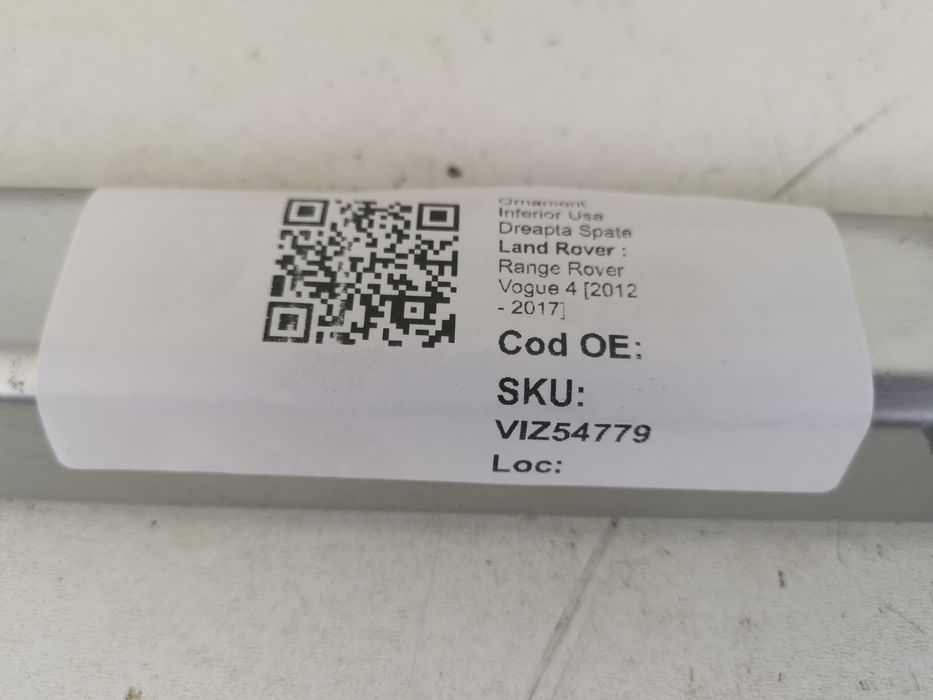 Ornament
Inferior Usa
Dreapta Spate
Land Rover :
Range Rover
Vogue 4 [2012
- 2017]
Cod OE:
SKU:
VIZ54779
Loc: